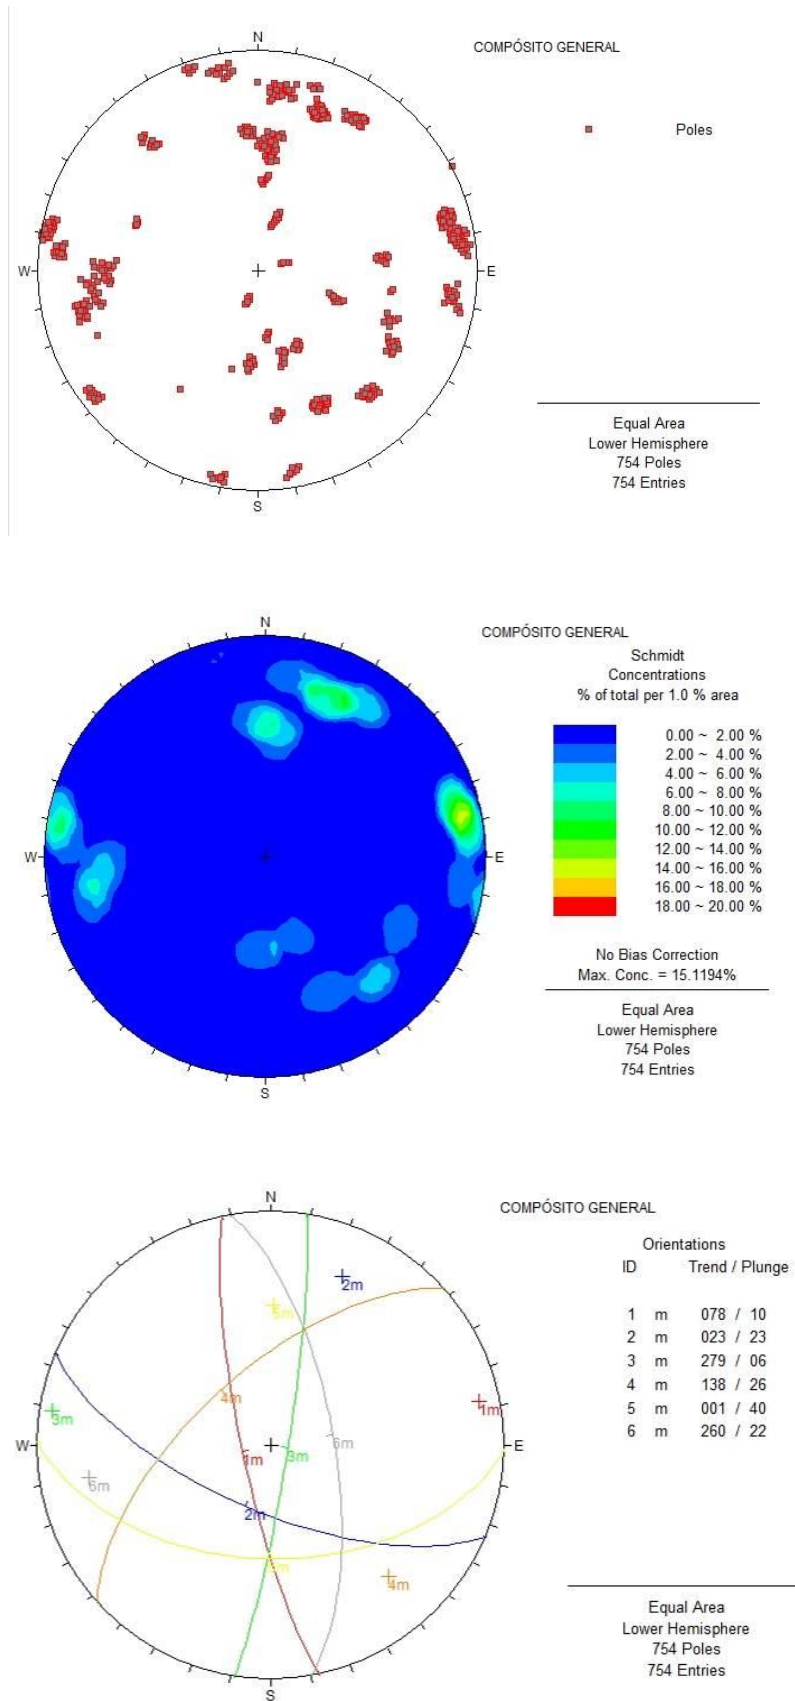 N
COMPÓSITO GENERAL
Poles
W
E
Equal Area
Lower Hemisphere
754 Poles
754 Entries
S
N
COMPÓSITO GENERAL
Schmidt
Concentrations
% of total per 1.0 % area
0.00 ~ 2.00 %
2.00 ~ 4.00 %
4.00 ~ 6.00 %
6.00 ~ 8.00 %
8.00 ~ 10.00 %
10.00 ~ 12.00 %
12.00 ~ 14.00 %
14.00 ~ 16.00 %
16.00 ~ 18.00 %
18.00 ~ 20.00 %
W
E
No Bias Correction
Max. Conc. = 15.1194%
Equal Area
Lower Hemisphere
754 Poles
754 Entries
S
N
COMPÓSITO GENERAL
Orientations
ID Trend / Plunge
1 m 078 / 10
2 m 023 / 23
3 m 279 / 06
4 m 138 / 26
5 m 001 / 40
6 m 260 / 22
2m
5m
4m
1m
3m
W
E
6m
1m
3m
6m
2m
5m
4m
S
Equal Area
Lower Hemisphere
754 Poles
754 Entries